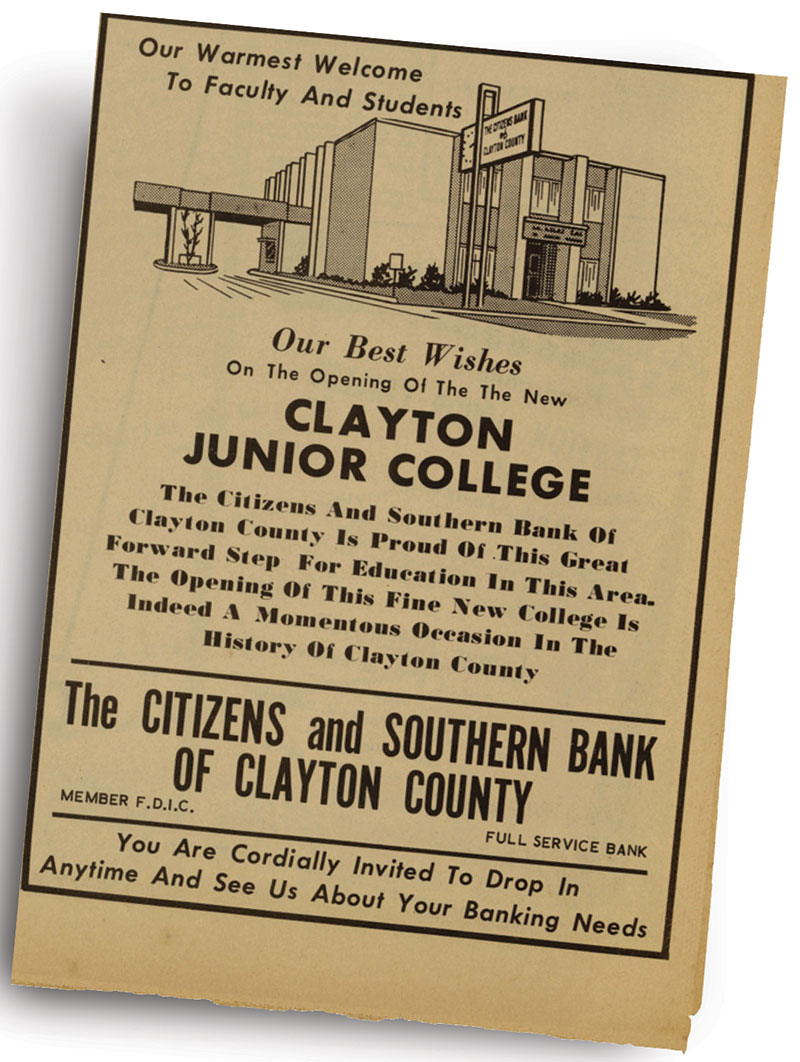 Our Warmest Welcome
To Faculty And Students
THE CITIZENS BANK
of
CLAYTON COUNTY
Our Best Wishes
On The Opening Of The The New
CLAYTON
JUNIOR COLLEGE
The Citizens And Southern Bank Of
Clayton County Is Proud Of This Great
Forward Step For Education In This Area.
The Opening Of This Fine New College Is
Indeed A Momentous Occasion In The
History Of Clayton County
The CITIZENS and SOUTHERN BANK
OF CLAYTON COUNTY
MEMBER F.D.I.C.
FULL SERVICE BANK
You Are Cordially Invited To Drop In
Anytime And See Us About Your Banking Needs